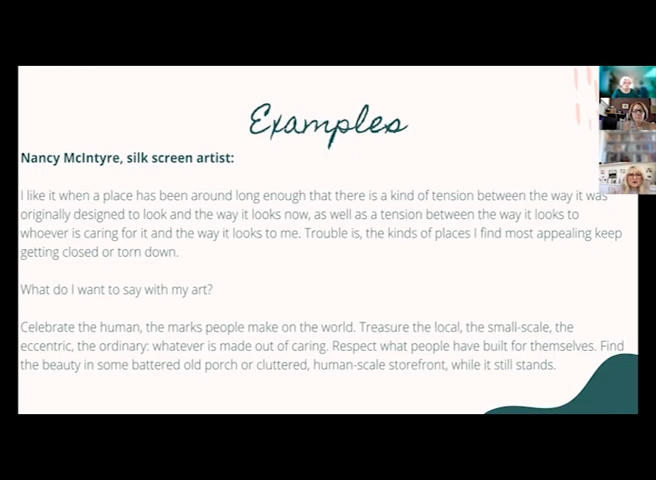 Examples
Nancy McIntyre, silk screen artist:
I like it when a place has been around long enough that there is a kind of tension between the way it was
originally designed to look and the way it looks now, as well as a tension between the way it looks to
whoever is caring for it and the way it looks to me. Trouble is, the kinds of places I find most appealing keep
getting closed or torn down.
What do I want to say with my art?
Celebrate the human, the marks people make on the world. Treasure the local, the small-scale, the
eccentric, the ordinary: whatever is made out of caring. Respect what people have built for themselves. Find
the beauty in some battered old porch or cluttered, human-scale storefront, while it still stands.